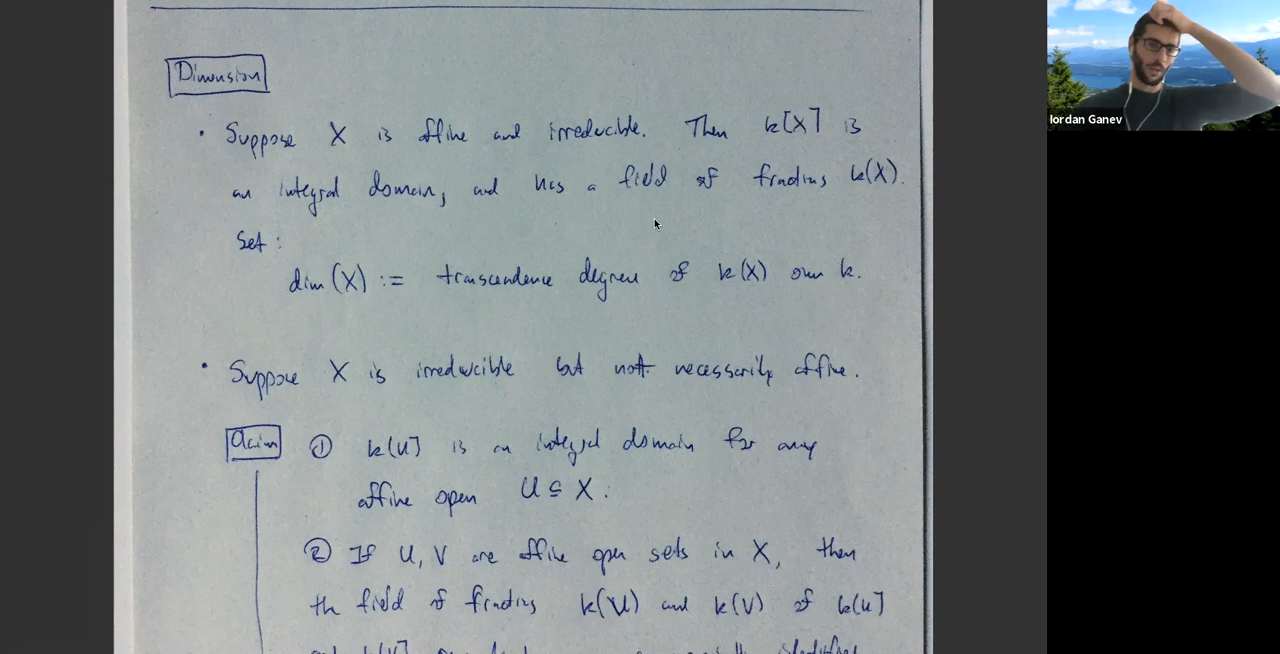 Dimension
• Suppose X is affine and irreducible. Then k[X] is
an integral domain, and has a field of fractions k(X).
Set:
dim(X) := transcendence degree of k(X) over k.
• Suppose X is irreducible but not necessarily affine.
Claim ① k[U] is an integral domain for any
affine open U ⊆ X.
② If U, V are affine open sets in X, then
the field of fractions k(U) and k(V) of k[U]
and k[V]
Iordan Ganev